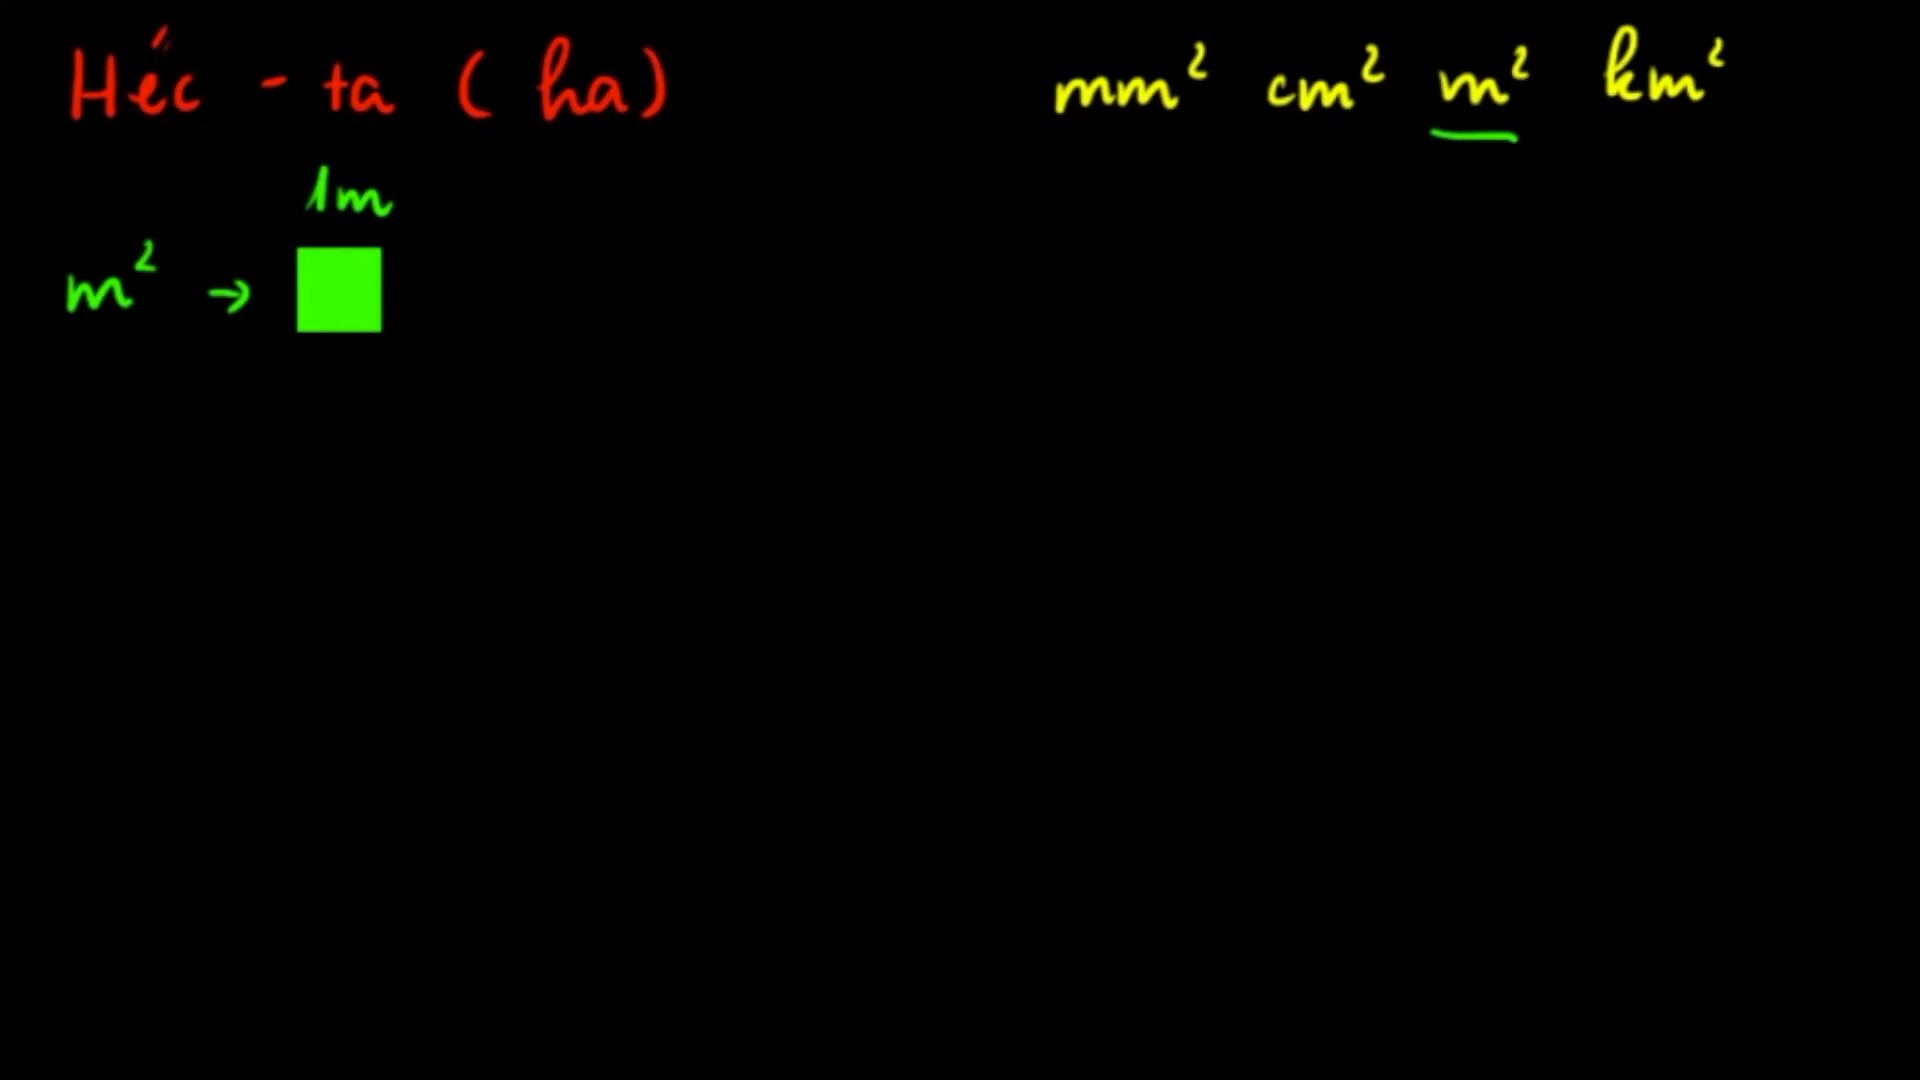 Héc - ta ( ha)
mm² cm² m² km²
1m
m² →